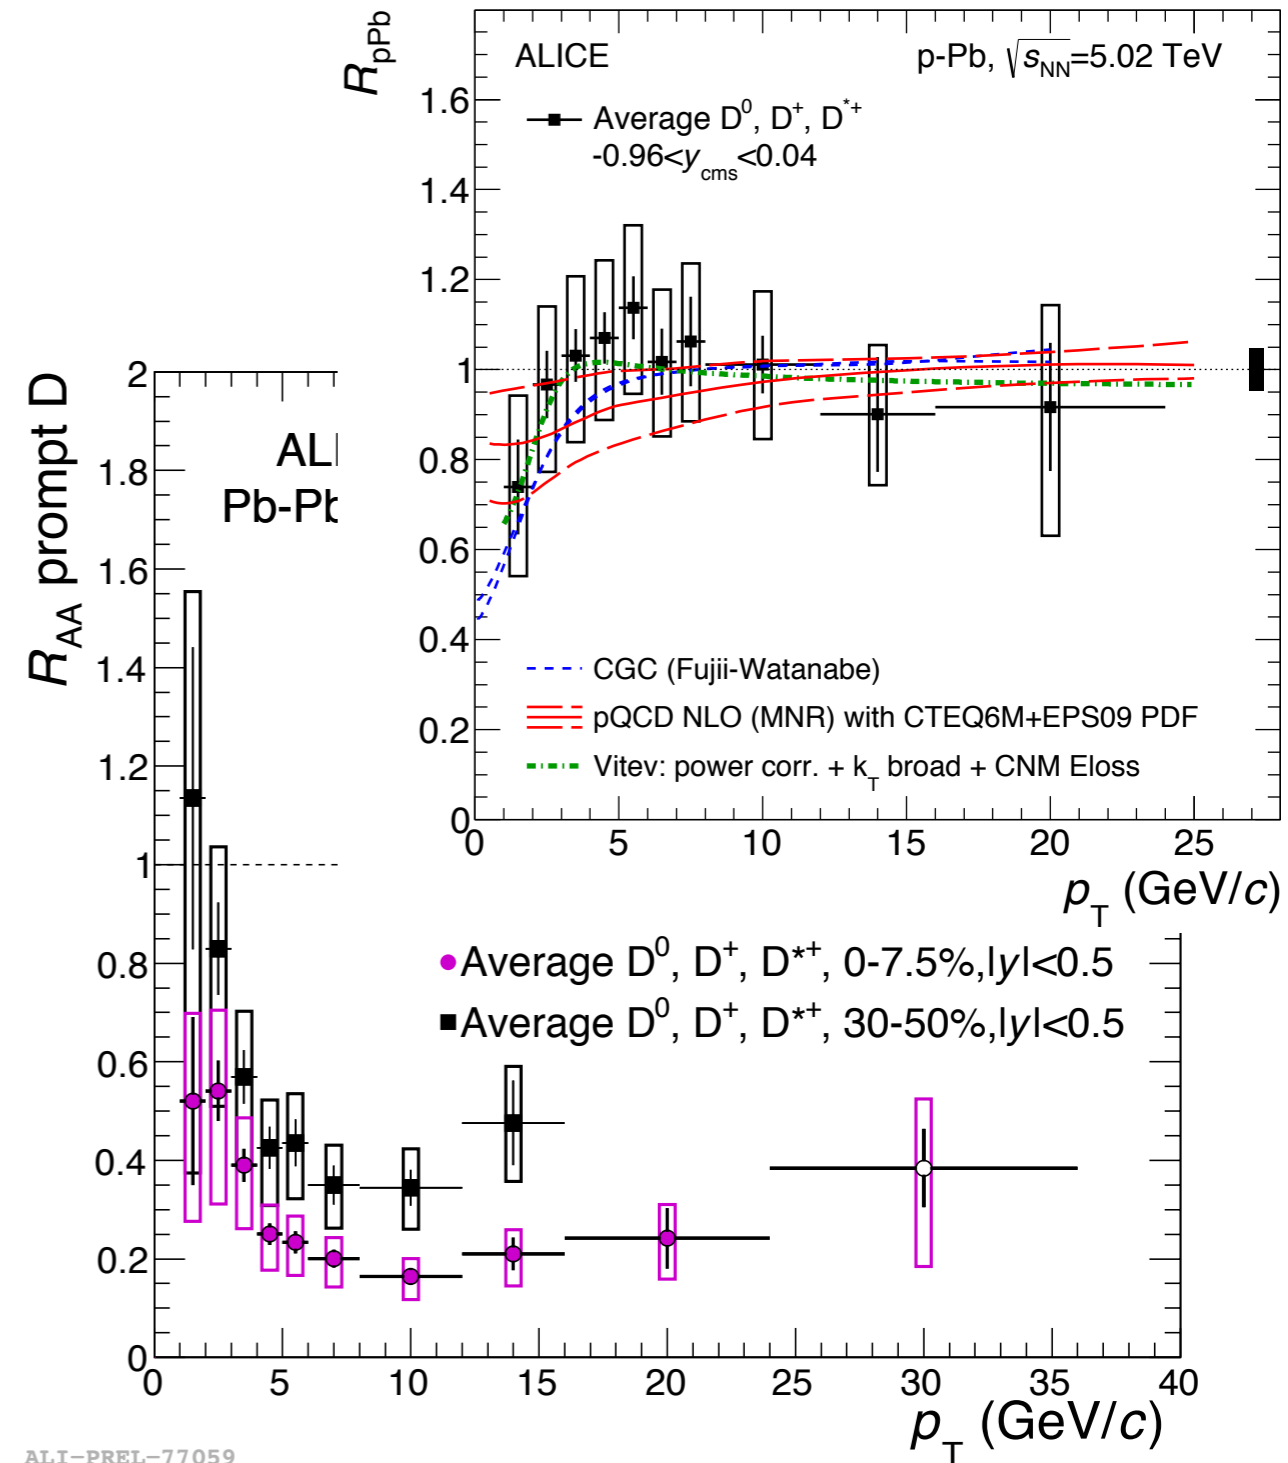 R_pPb
ALICE
p-Pb, √s_NN=5.02 TeV
Average D^0, D^+, D^*+
-0.96<y_cms<0.04
1.6
1.4
1.2
1
0.8
0.6
0.4
0.2
0
CGC (Fujii-Watanabe)
pQCD NLO (MNR) with CTEQ6M+EPS09 PDF
Vitev: power corr. + k_T broad + CNM Eloss
0 5 10 15 20 25
p_T (GeV/c)
R_AA prompt D
ALI
Pb-Pb
2
1.8
1.6
1.4
1.2
1
0.8
0.6
0.4
0.2
0
Average D^0, D^+, D^*+, 0-7.5%,|y|<0.5
Average D^0, D^+, D^*+, 30-50%,|y|<0.5
0 5 10 15 20 25 30 35 40
p_T (GeV/c)
ALI-PREL-77059